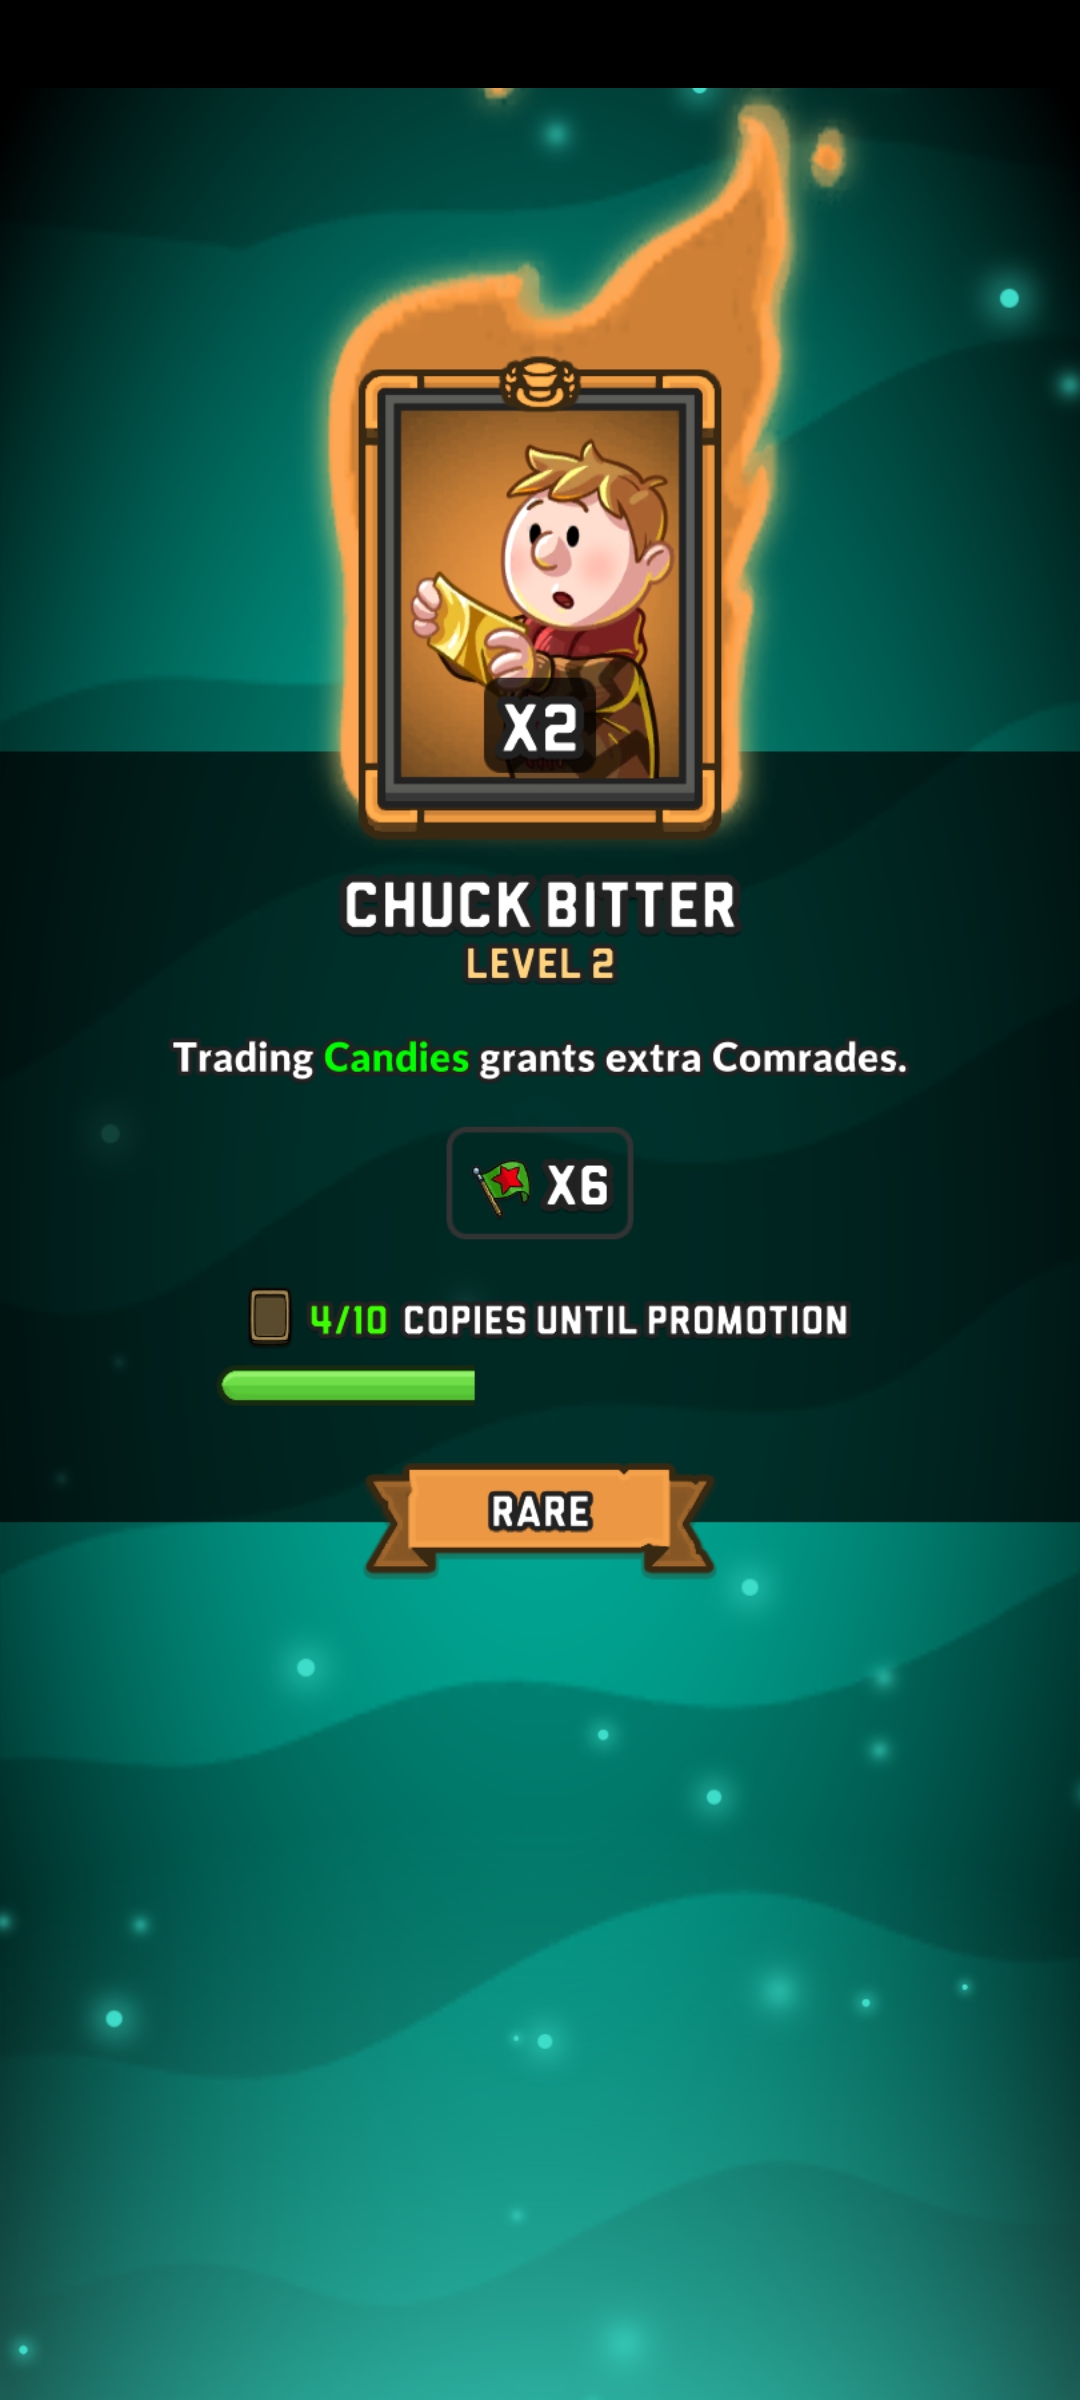 X2
CHUCK BITTER
LEVEL 2
Trading Candies grants extra Comrades.
X6
4/10 COPIES UNTIL PROMOTION
RARE